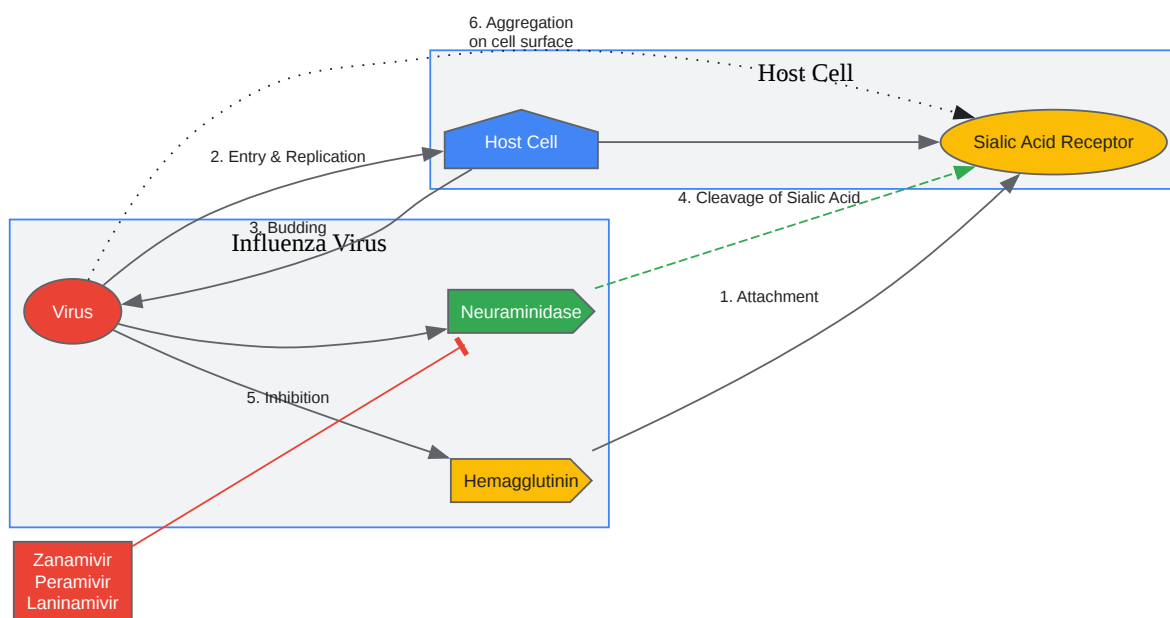 6. Aggregation
on cell surface
Host Cell
Host Cell
Sialic Acid Receptor
2. Entry & Replication
4. Cleavage of Sialic Acid
3. Budding
Influenza Virus
1. Attachment
Virus
Neuraminidase
5. Inhibition
Hemagglutinin
Zanamivir
Peramivir
Laninamivir